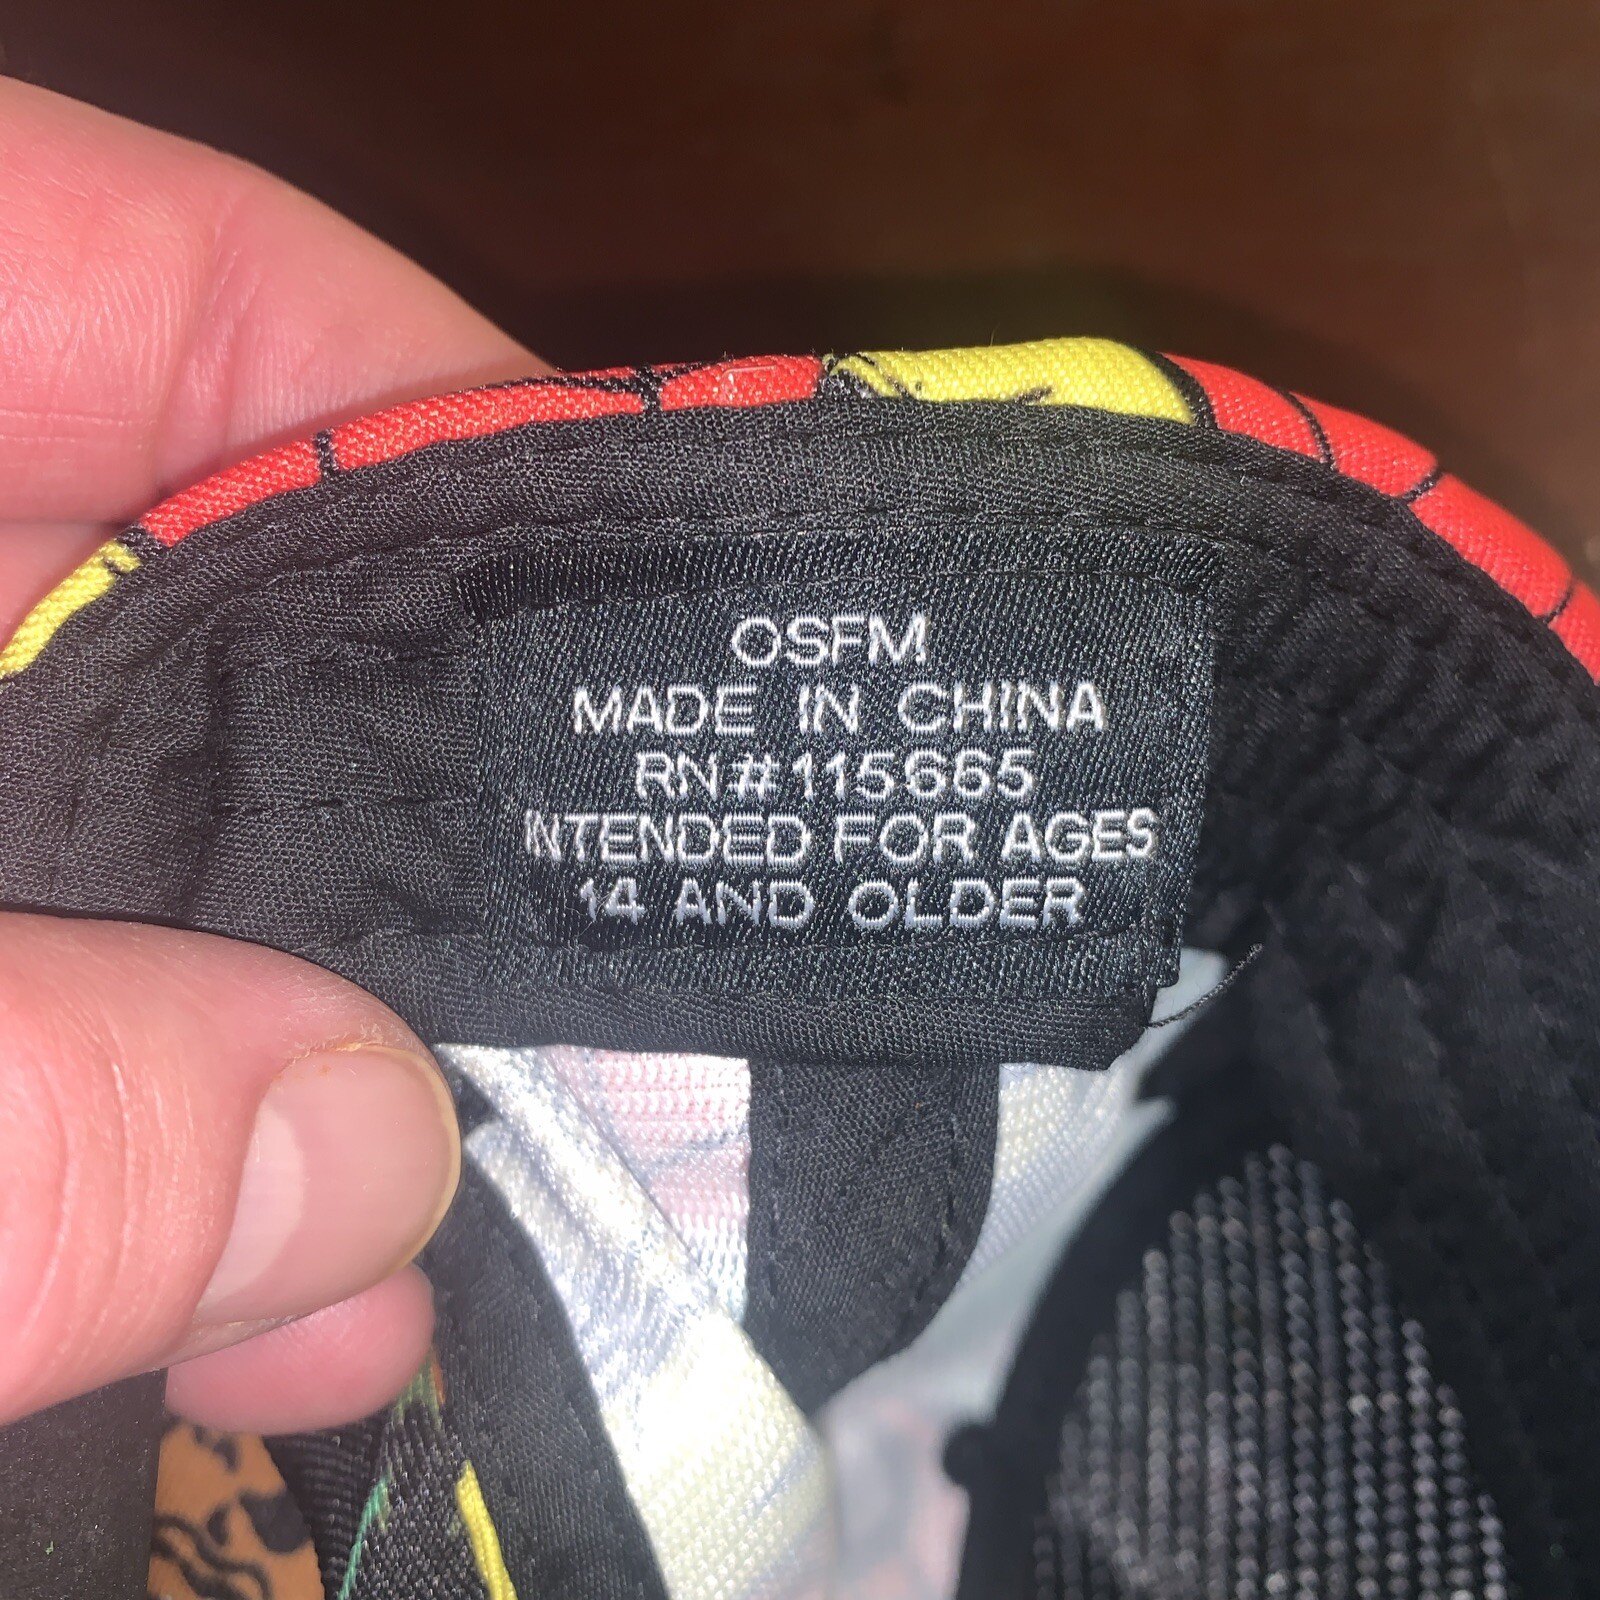 OSFM
MADE IN CHINA
RN#115665
INTENDED FOR AGES
14 AND OLDER